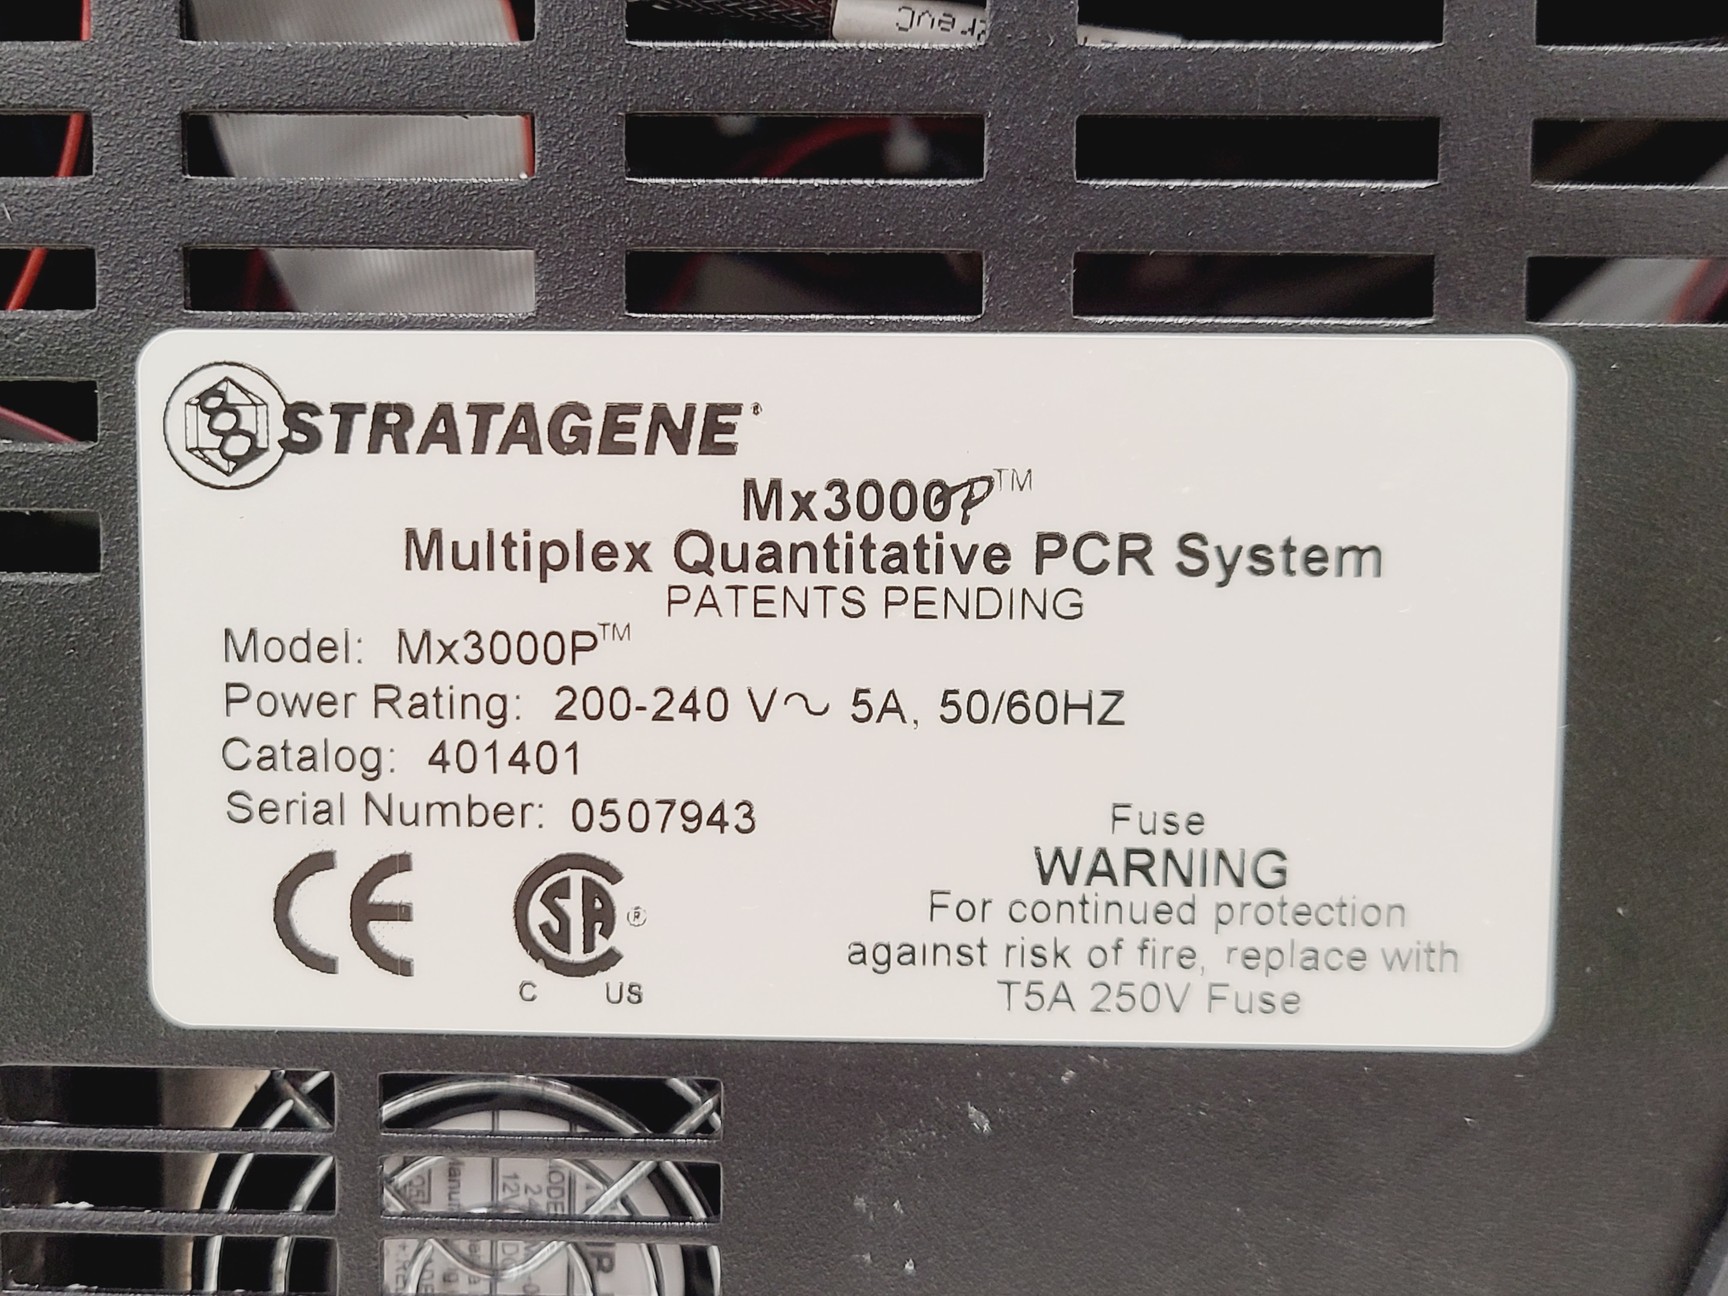 STRATAGENE®
Mx3000P™
Multiplex Quantitative PCR System
PATENTS PENDING
Model: Mx3000P™
Power Rating: 200-240 V~ 5A, 50/60HZ
Catalog: 401401
Serial Number: 0507943
CE
SA ®
C US
Fuse
WARNING
For continued protection
against risk of fire, replace with
T5A 250V Fuse